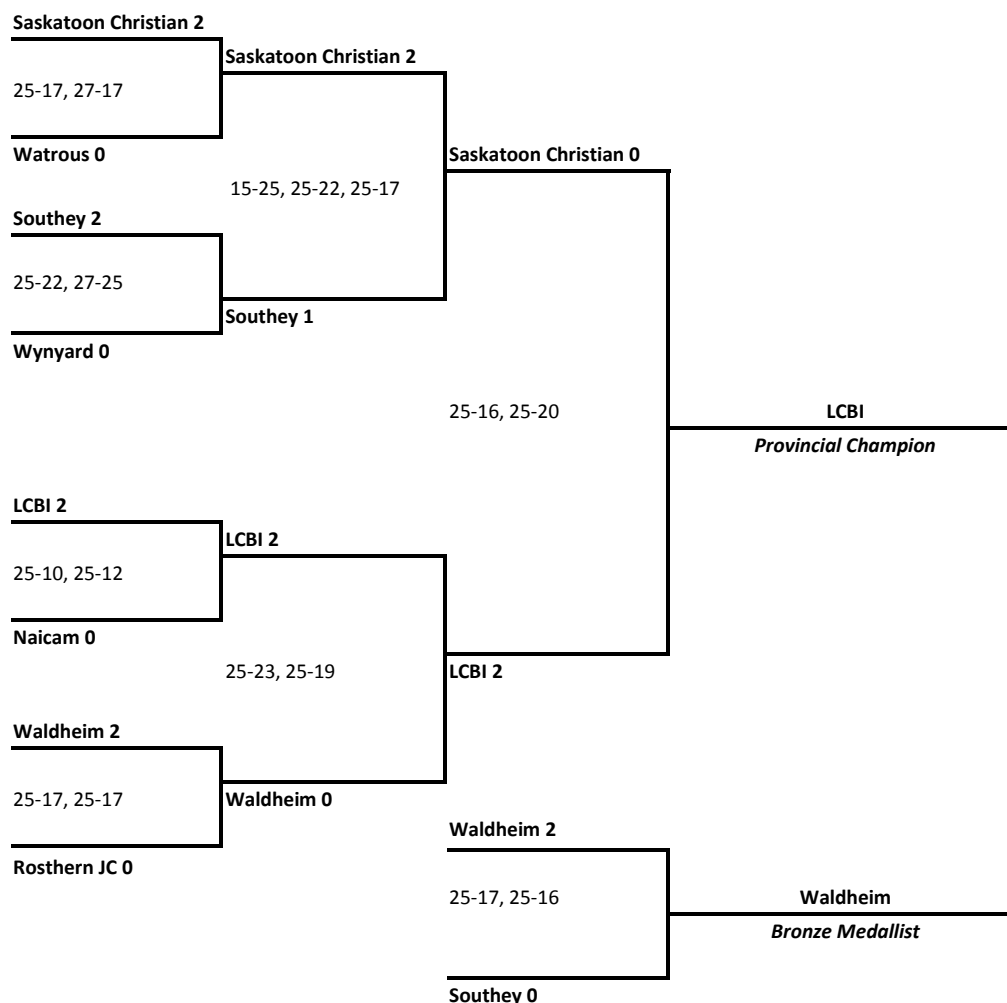 Saskatoon Christian 2
Saskatoon Christian 2
25-17, 27-17
Watrous 0
Saskatoon Christian 0
15-25, 25-22, 25-17
Southey 2
25-22, 27-25
Southey 1
Wynyard 0
25-16, 25-20
LCBI
Provincial Champion
LCBI 2
LCBI 2
25-10, 25-12
Naicam 0
25-23, 25-19
LCBI 2
Waldheim 2
25-17, 25-17
Waldheim 0
Waldheim 2
Rosthern JC 0
25-17, 25-16
Waldheim
Bronze Medallist
Southey 0